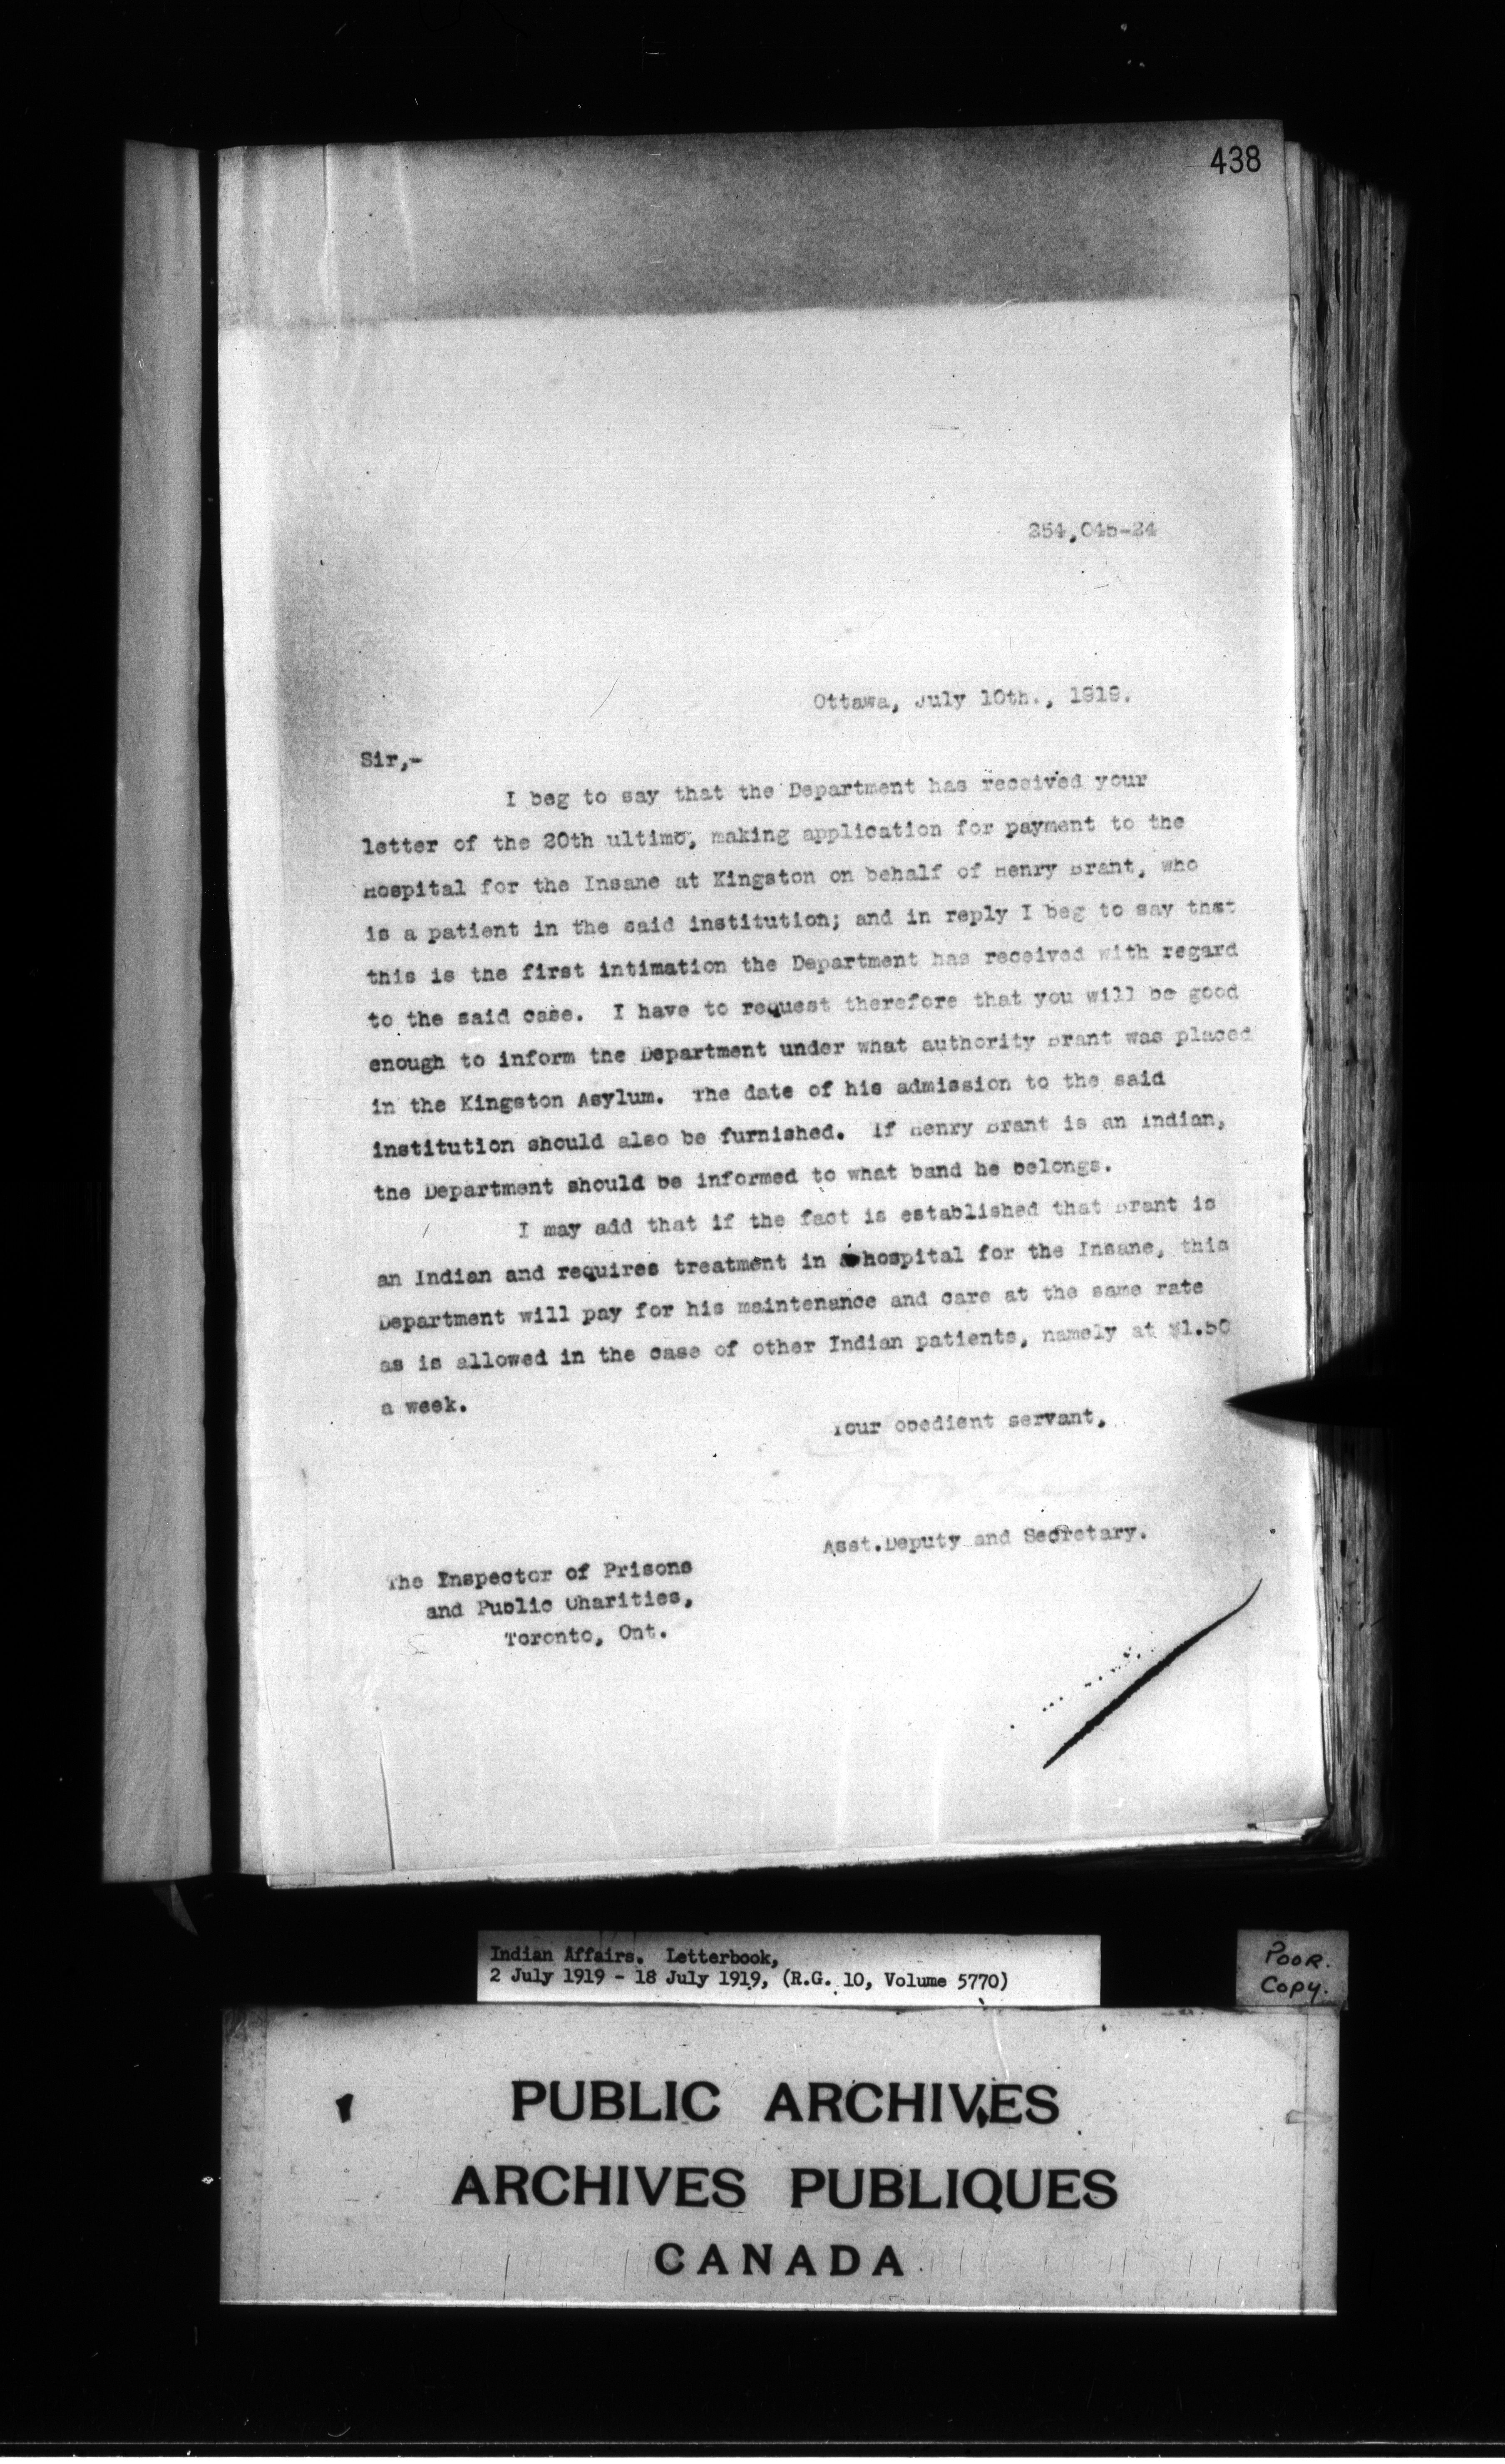 438
254,045-24
Ottawa, July 10th., 1919.
Sir,-
I beg to say that the Department has received your
letter of the 20th ultimo, making application for payment to the
Hospital for the Insane at Kingston on behalf of Henry Brant, who
is a patient in the said institution; and in reply I beg to say that
this is the first intimation the Department has received with regard
to the said case. I have to request therefore that you will be good
enough to inform the Department under what authority Brant was placed
in the Kingston Asylum. The date of his admission to the said
institution should also be furnished. If Henry Brant is an Indian,
the Department should be informed to what band he belongs.
I may add that if the fact is established that Brant is
an Indian and requires treatment in a hospital for the Insane, this
Department will pay for his maintenance and care at the same rate
as is allowed in the case of other Indian patients, namely at $1.50
a week.
Your obedient servant,
Asst.Deputy and Secretary.
The Inspector of Prisons
and Public Charities,
Toronto, Ont.
Indian Affairs. Letterbook,
2 July 1919 - 18 July 1919, (R.G. 10, Volume 5770)
POOR.
Copy.
PUBLIC ARCHIVES
ARCHIVES PUBLIQUES
CANADA